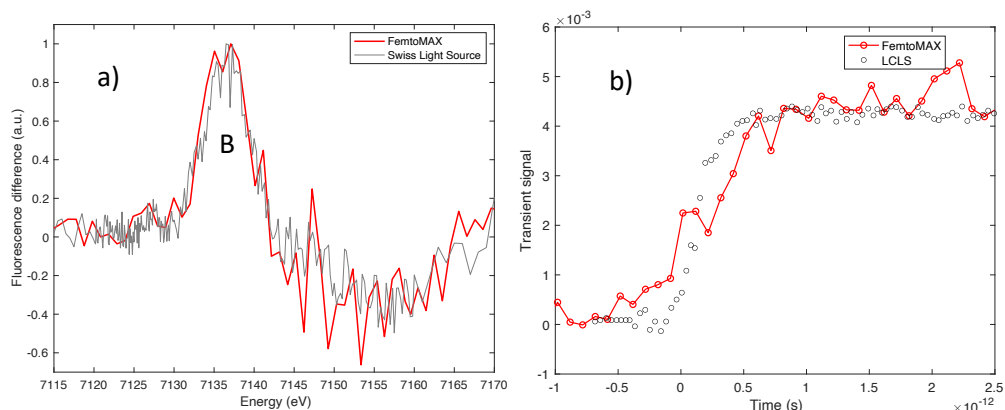 a)
FemtoMAX
Swiss Light Source
B
1
0.8
0.6
0.4
0.2
0
-0.2
-0.4
-0.6
Fluorescence difference (a.u.)
7115 7120 7125 7130 7135 7140 7145 7150 7155 7160 7165 7170
Energy (eV)
×10⁻³
b)
FemtoMAX
LCLS
6
5
4
3
2
1
0
-1
Transient signal
-1 -0.5 0 0.5 1 1.5 2 2.5
Time (s)
×10⁻¹²